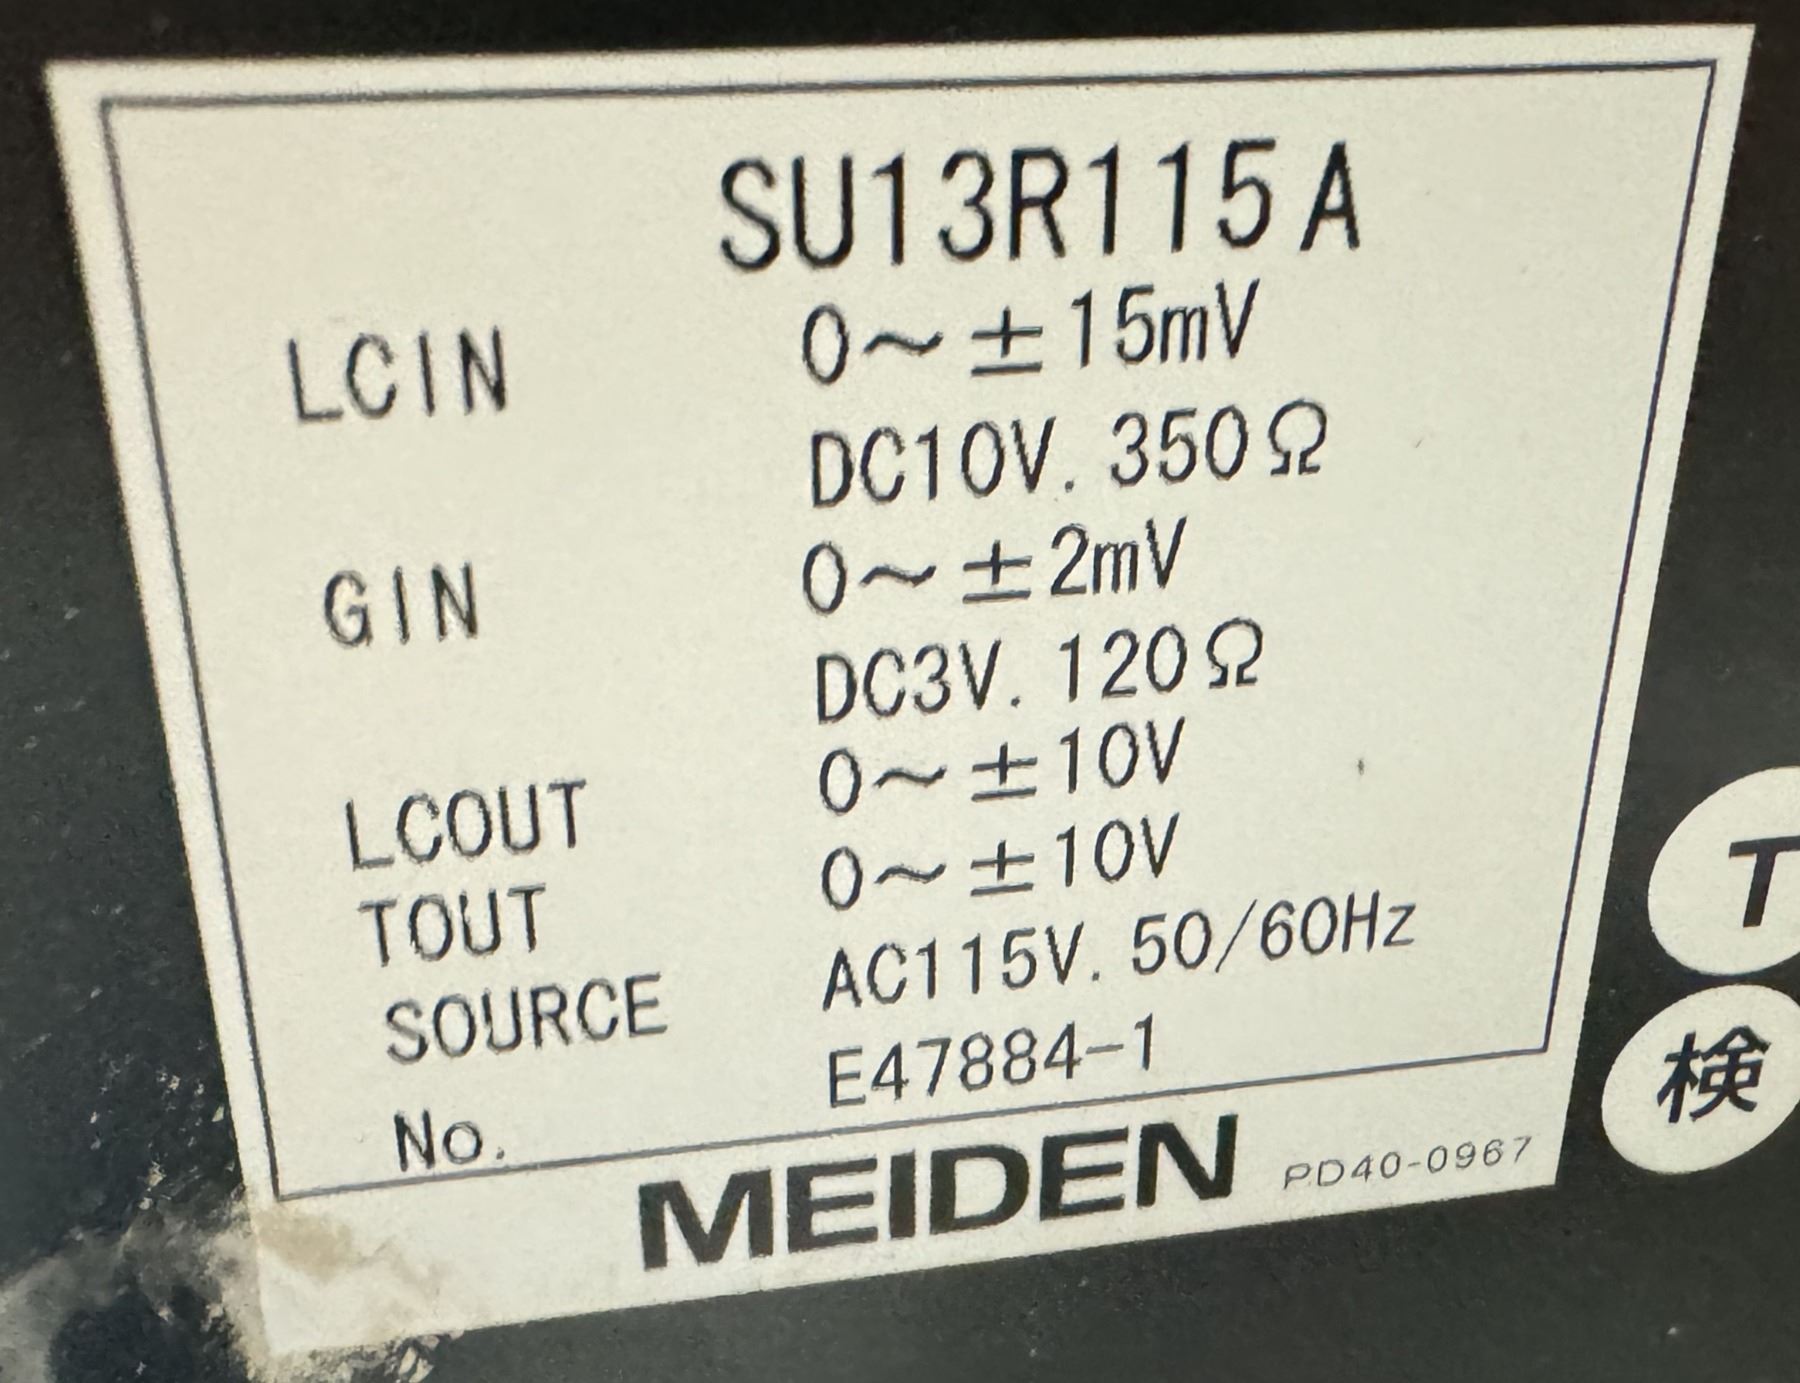 SU13R115A
LCIN 0～±15mV
DC10V. 350Ω
GIN 0～±2mV
DC3V. 120Ω
LCOUT 0～±10V
TOUT 0～±10V
SOURCE AC115V. 50/60Hz
No. E47884-1
MEIDEN PD40-0967
T
検